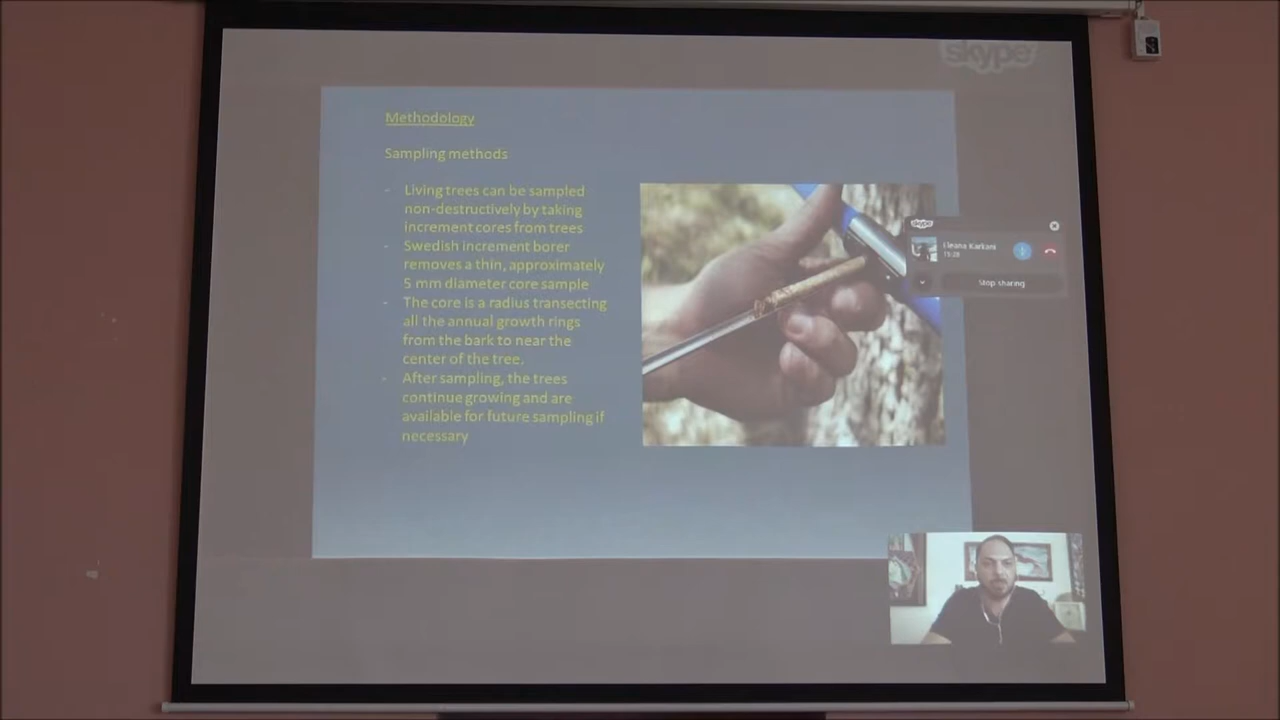 skype
Methodology
Sampling methods
- Living trees can be sampled
non-destructively by taking
increment cores from trees
- Swedish increment borer
removes a thin, approximately
5 mm diameter core sample
- The core is a radius transecting
all the annual growth rings
from the bark to near the
center of the tree.
- After sampling, the trees
continue growing and are
available for future sampling if
necessary
skype
Eleana Karkani
Stop sharing